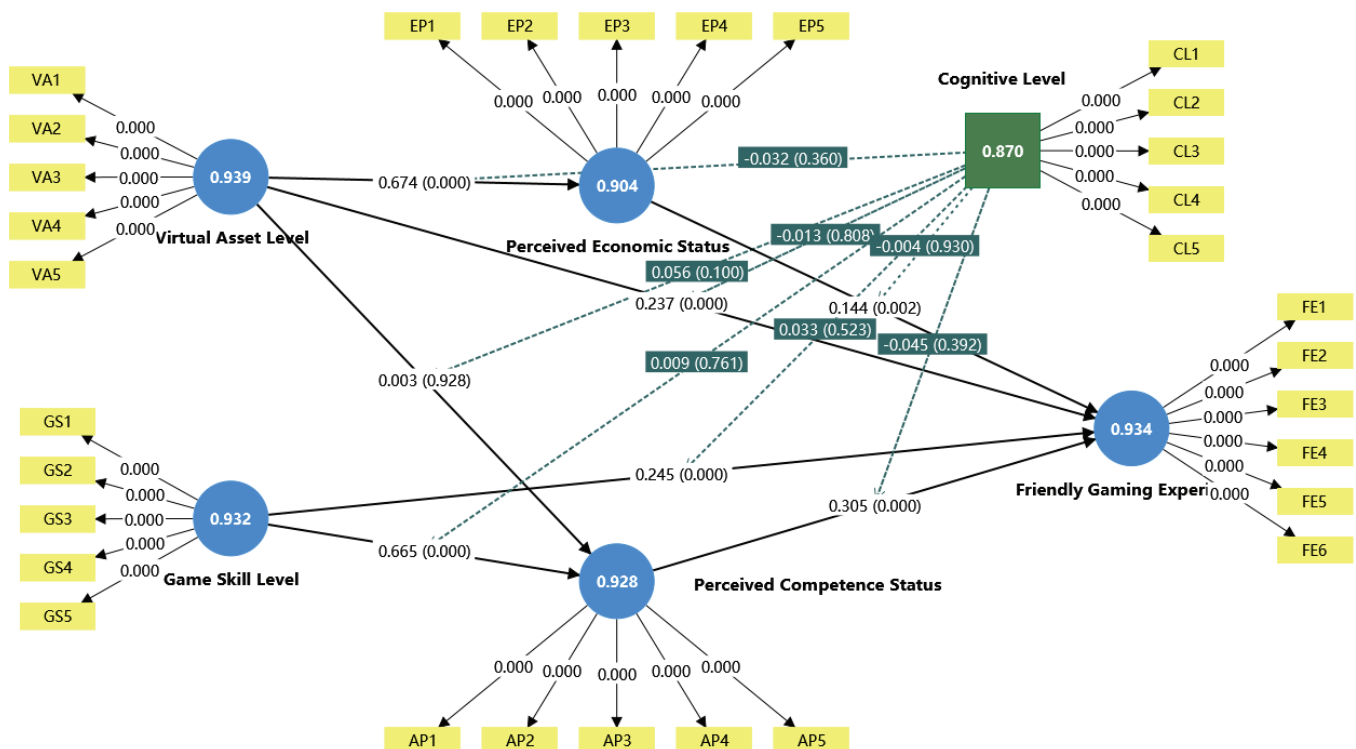 EP1
EP2
EP3
EP4
EP5
CL1
CL2
CL3
CL4
CL5
Cognitive Level
0.870
0.000
0.000
0.000
0.000
0.000
VA1
VA2
VA3
VA4
VA5
0.000
0.000
0.000
0.000
0.000
0.939
Virtual Asset Level
0.000
0.000
0.000
0.000
0.000
0.904
Perceived Economic Status
0.674 (0.000)
-0.032 (0.360)
-0.013 (0.808)
-0.004 (0.930)
0.056 (0.100)
0.237 (0.000)
0.144 (0.002)
0.033 (0.523)
-0.045 (0.392)
0.009 (0.761)
0.003 (0.928)
FE1
FE2
FE3
FE4
FE5
FE6
0.000
0.000
0.000
0.000
0.000
0.000
0.934
Friendly Gaming Experi
GS1
GS2
GS3
GS4
GS5
0.000
0.000
0.000
0.000
0.000
0.932
Game Skill Level
0.245 (0.000)
0.305 (0.000)
0.665 (0.000)
0.928
Perceived Competence Status
0.000
0.000
0.000
0.000
0.000
AP1
AP2
AP3
AP4
AP5